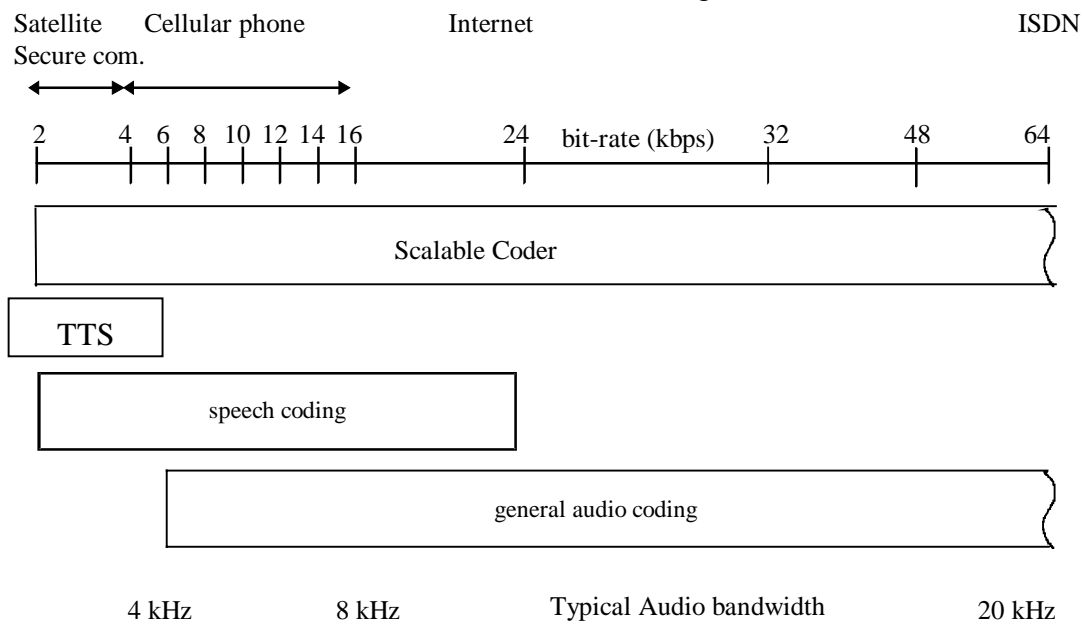 Satellite Cellular phone Internet ISDN
Secure com.
2 4 6 8 10 12 14 16 24 bit-rate (kbps) 32 48 64
Scalable Coder
TTS
speech coding
general audio coding
4 kHz 8 kHz Typical Audio bandwidth 20 kHz